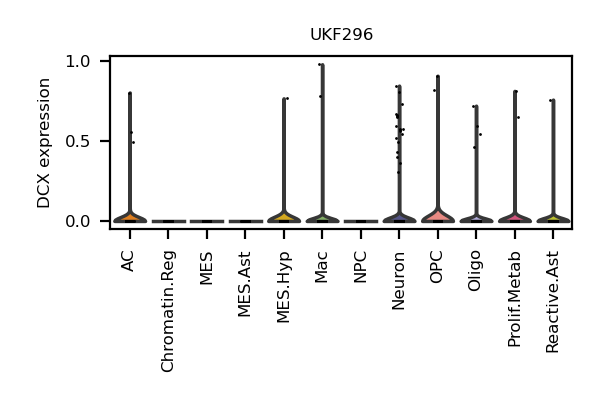 UKF296
DCX expression
1.0
0.5
0.0
AC
Chromatin.Reg
MES
MES.Ast
MES.Hyp
Mac
NPC
Neuron
OPC
Oligo
Prolif.Metab
Reactive.Ast